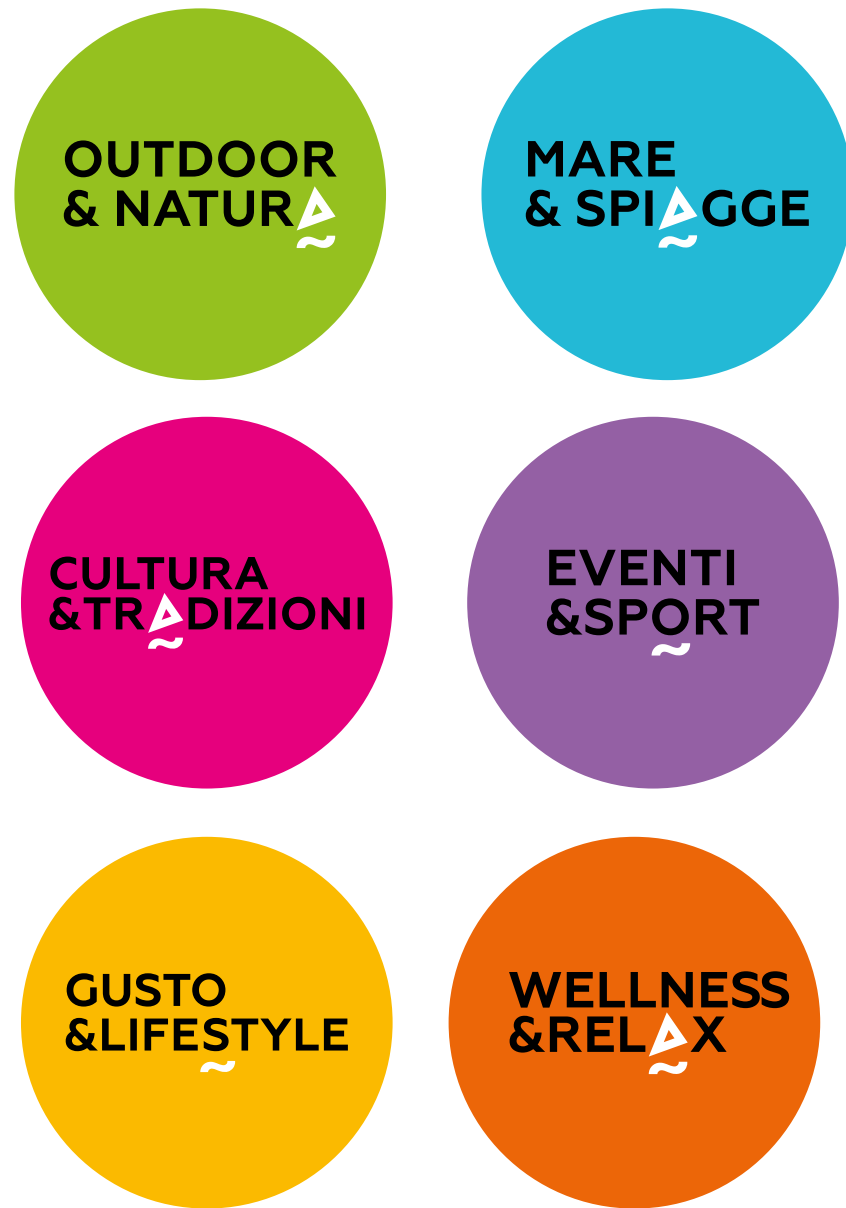 OUTDOOR
& NATURA
MARE
& SPIAGGE
CULTURA
&TRADIZIONI
EVENTI
&SPORT
GUSTO
&LIFESTYLE
WELLNESS
&RELAX